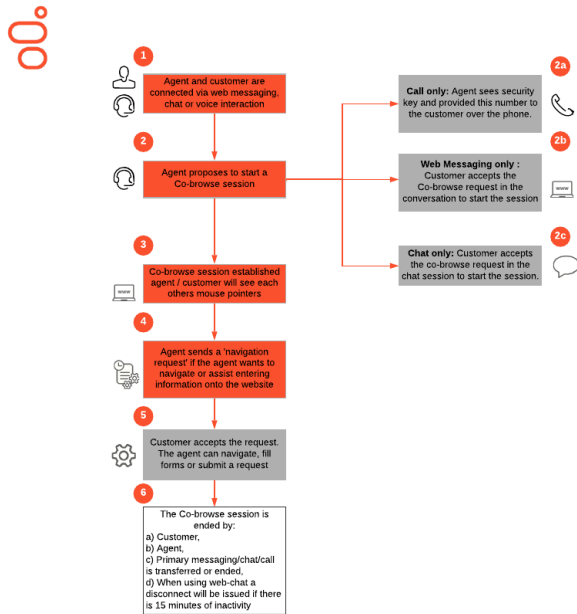 1
Agent and customer are
connected via web messaging,
chat or voice interaction
2
Agent proposes to start a
Co-browse session
2a
Call only: Agent sees security
key and provided this number to
the customer over the phone.
2b
Web Messaging only :
Customer accepts the
Co-browse request in the
conversation to start the session
www
2c
Chat only: Customer accepts
the co-browse request in the
chat session to start the session.
3
Co-browse session established
agent / customer will see each
others mouse pointers
www
4
Agent sends a 'navigation
request' if the agent wants to
navigate or assist entering
information onto the website
5
Customer accepts the request.
The agent can navigate, fill
forms or submit a request
6
The Co-browse session is
ended by:
a) Customer,
b) Agent,
c) Primary messaging/chat/call
is transferred or ended,
d) When using web-chat a
disconnect will be issued if there
is 15 minutes of inactivity